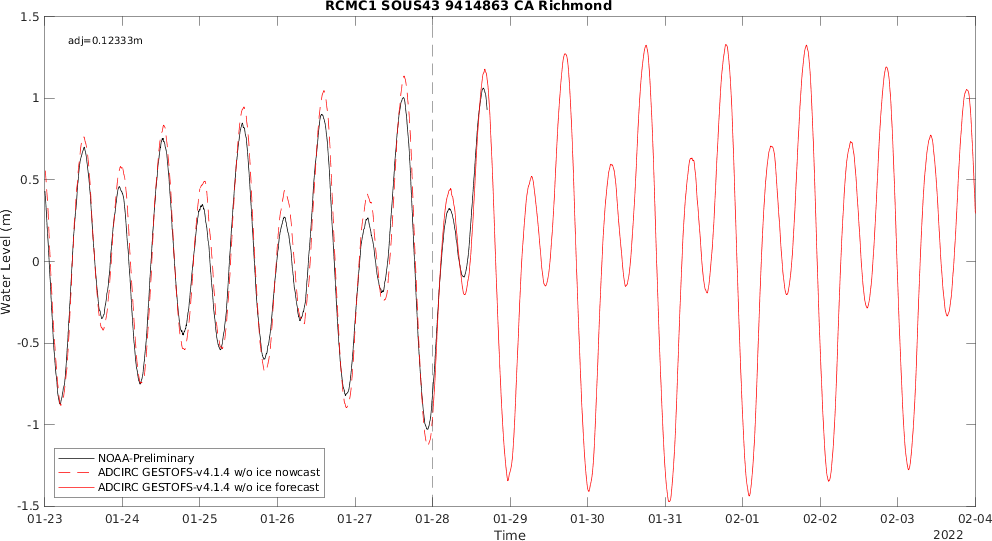 RCMC1 SOUS43 9414863 CA Richmond
adj=0.12333m
1.5
1
0.5
0
-0.5
-1
-1.5
Water Level (m)
NOAA-Preliminary
ADCIRC GESTOFS-v4.1.4 w/o ice nowcast
ADCIRC GESTOFS-v4.1.4 w/o ice forecast
01-23 01-24 01-25 01-26 01-27 01-28 01-29 01-30 01-31 02-01 02-02 02-03 02-04
Time
2022